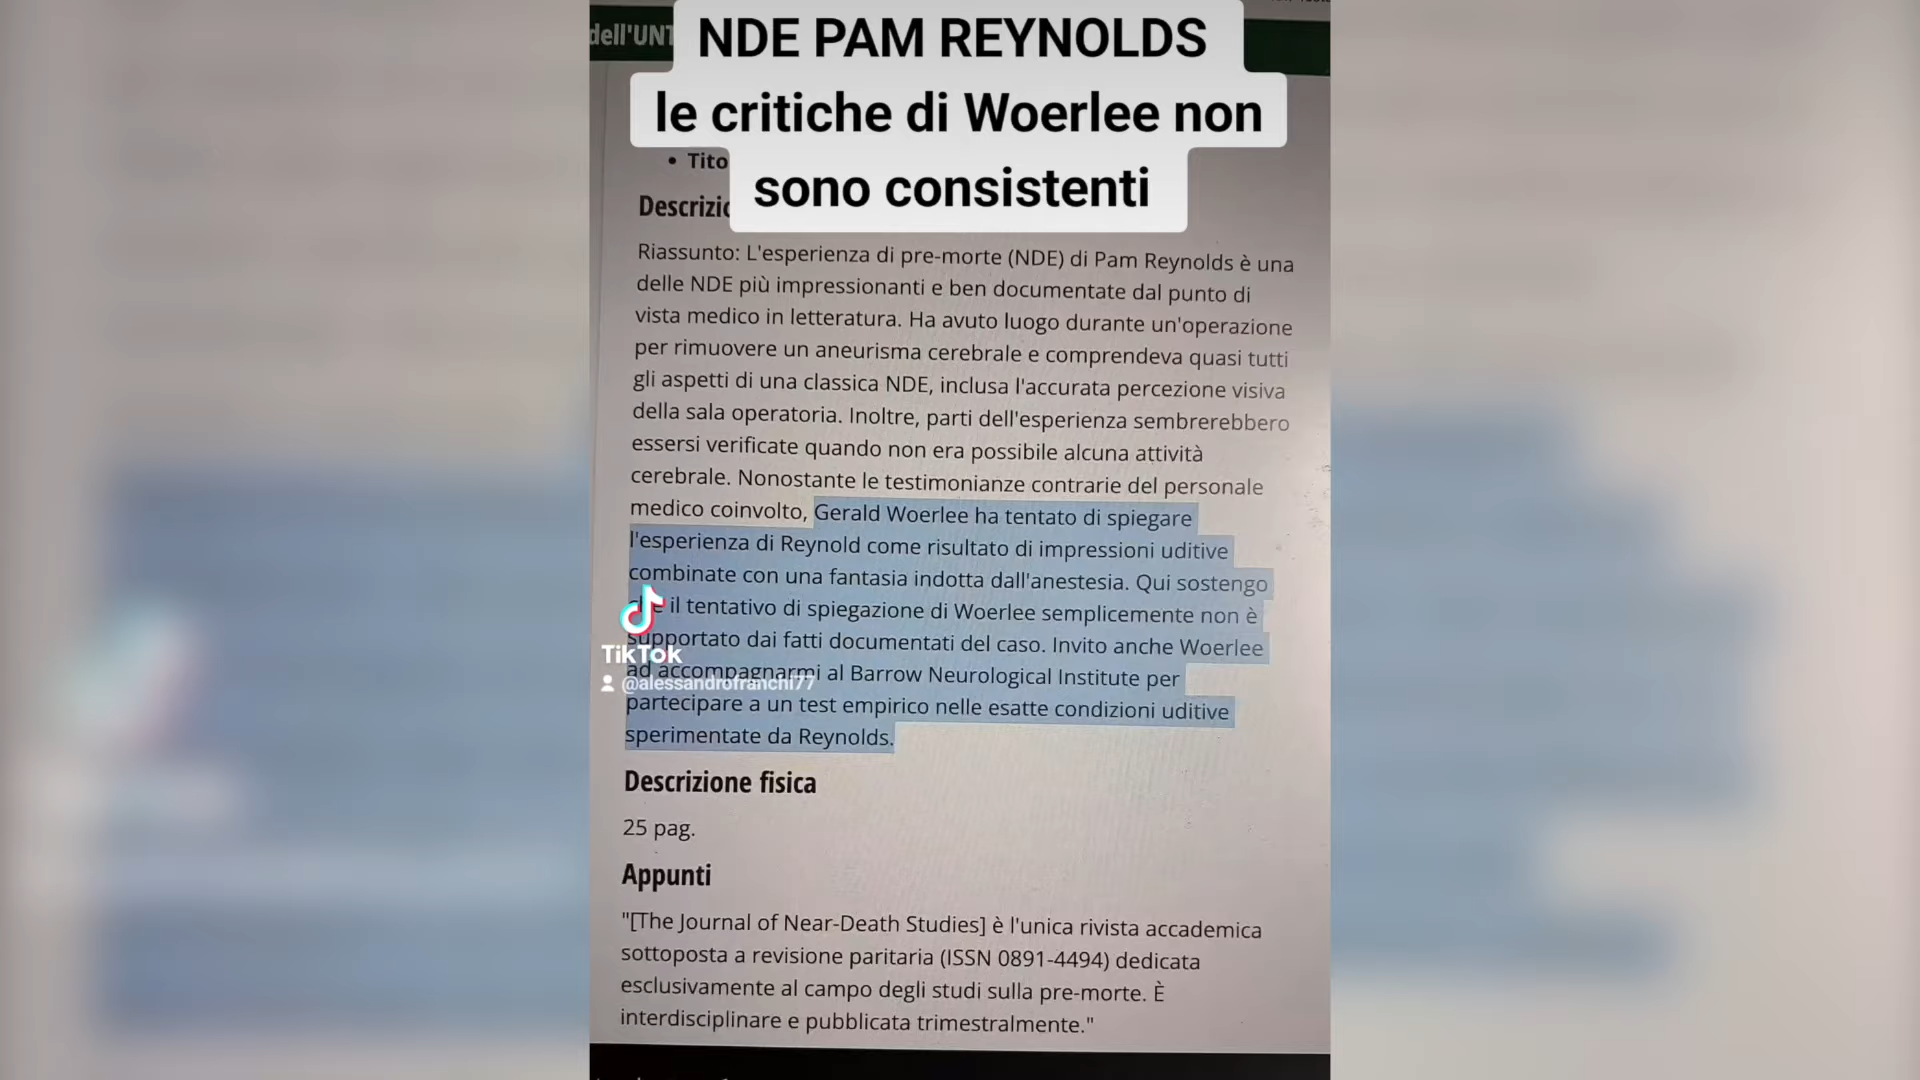 dell'UNT
NDE PAM REYNOLDS
le critiche di Woerlee non
sono consistenti
• Tito
Descrizio
Riassunto: L'esperienza di pre-morte (NDE) di Pam Reynolds è una
delle NDE più impressionanti e ben documentate dal punto di
vista medico in letteratura. Ha avuto luogo durante un'operazione
per rimuovere un aneurisma cerebrale e comprendeva quasi tutti
gli aspetti di una classica NDE, inclusa l'accurata percezione visiva
della sala operatoria. Inoltre, parti dell'esperienza sembrerebbero
essersi verificate quando non era possibile alcuna attività
cerebrale. Nonostante le testimonianze contrarie del personale
medico coinvolto, Gerald Woerlee ha tentato di spiegare
l'esperienza di Reynold come risultato di impressioni uditive
combinate con una fantasia indotta dall'anestesia. Qui sostengo
che il tentativo di spiegazione di Woerlee semplicemente non è
supportato dai fatti documentati del caso. Invito anche Woerlee
ad accompagnarmi al Barrow Neurological Institute per
partecipare a un test empirico nelle esatte condizioni uditive
sperimentate da Reynolds.
TikTok
@alessandrofranchi77
Descrizione fisica
25 pag.
Appunti
"[The Journal of Near-Death Studies] è l'unica rivista accademica
sottoposta a revisione paritaria (ISSN 0891-4494) dedicata
esclusivamente al campo degli studi sulla pre-morte. È
interdisciplinare e pubblicata trimestralmente."